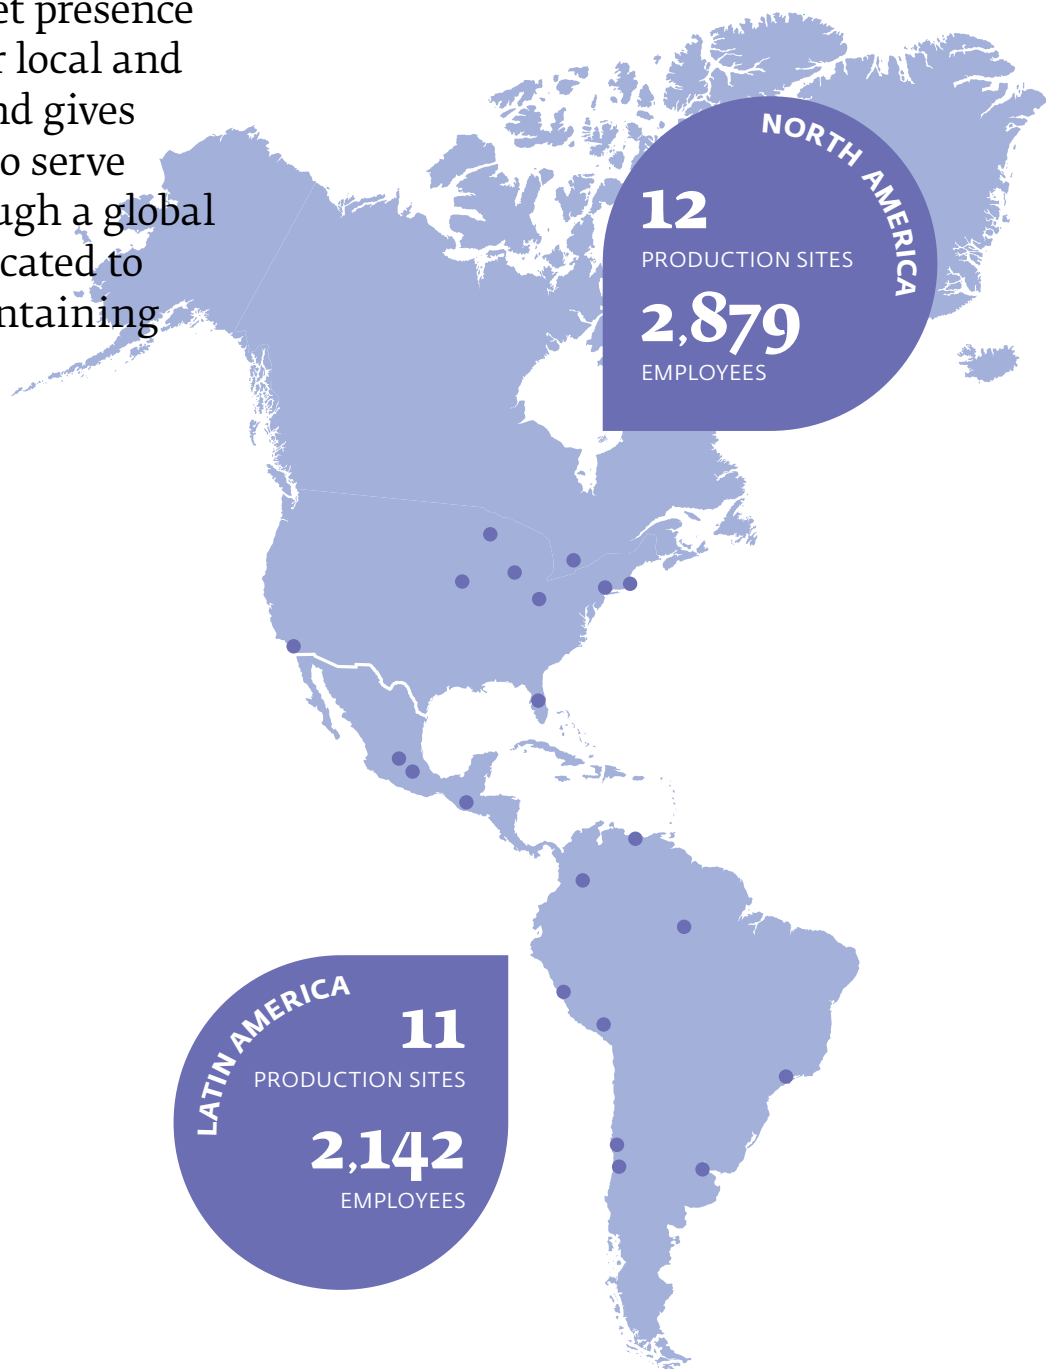 et presence
local and
nd gives
o serve
ugh a global
cated to
ntaining
NORTH AMERICA
12
PRODUCTION SITES
2,879
EMPLOYEES
LATIN AMERICA
11
PRODUCTION SITES
2,142
EMPLOYEES